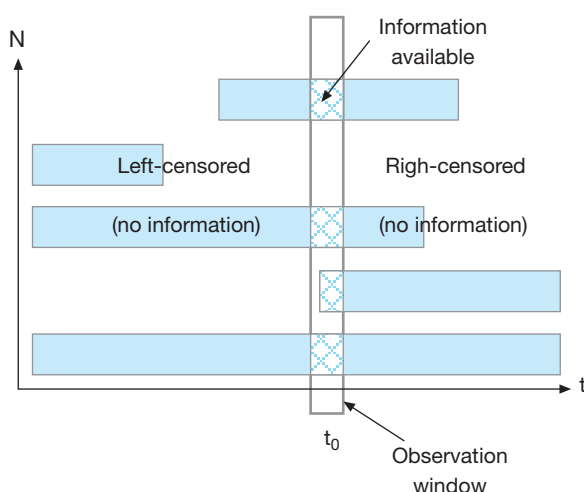 N
Information
available
Left-censored
Righ-censored
(no information)
(no information)
t
t0
Observation
window